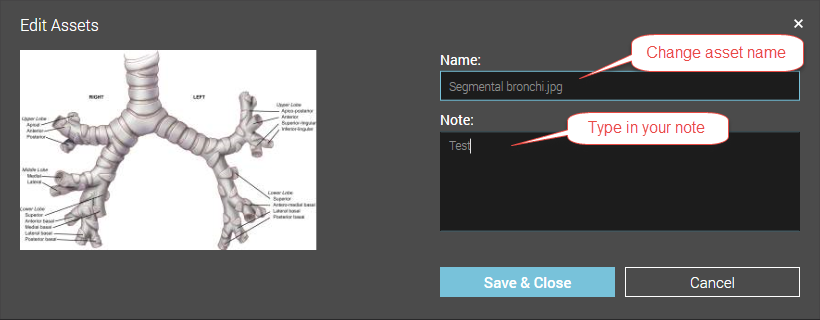 Edit Assets
×
RIGHT
LEFT
Upper Lobe
Apical
Anterior
Posterior
Middle Lobe
Medial
Lateral
Lower Lobe
Superior
Anterior basal
Medial basal
Lateral basal
Posterior basal
Upper Lobe
Apico-posterior
Anterior
Superior-lingular
Inferior-lingular
Lower Lobe
Superior
Antero-medial basal
Lateral basal
Posterior basal
Name:
Change asset name
Segmental bronchi.jpg
Note:
Type in your note
Test
Save & Close
Cancel